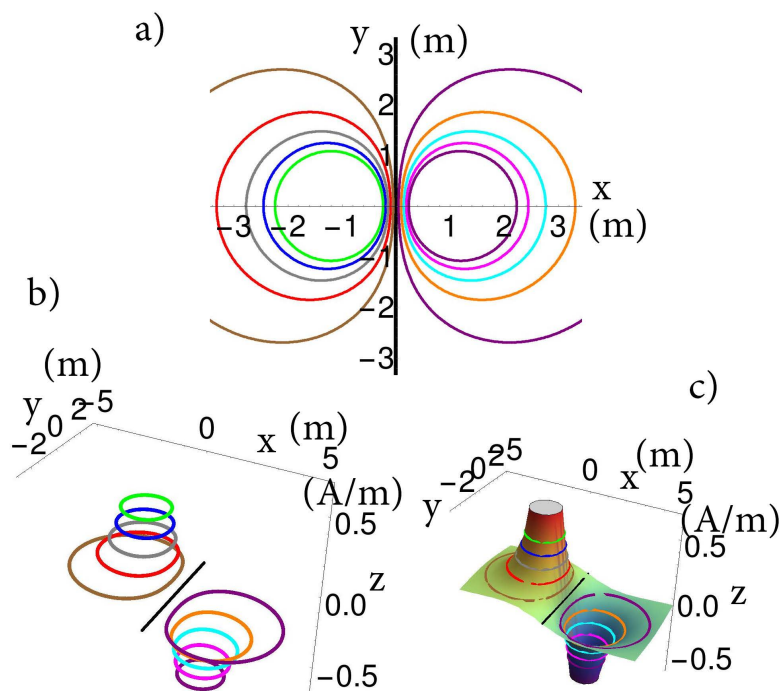 a)
y (m)
3
2
1
x
−3 −2 −1 1 2 3 (m)
−1
−2
−3
b)
(m)
y
−2 0 2 −5 0 x (m) 5
(A/m)
0.5
z
0.0
−0.5
c)
y −2 0 2 5 0 x (m) 5
(A/m)
0.5
z
0.0
−0.5